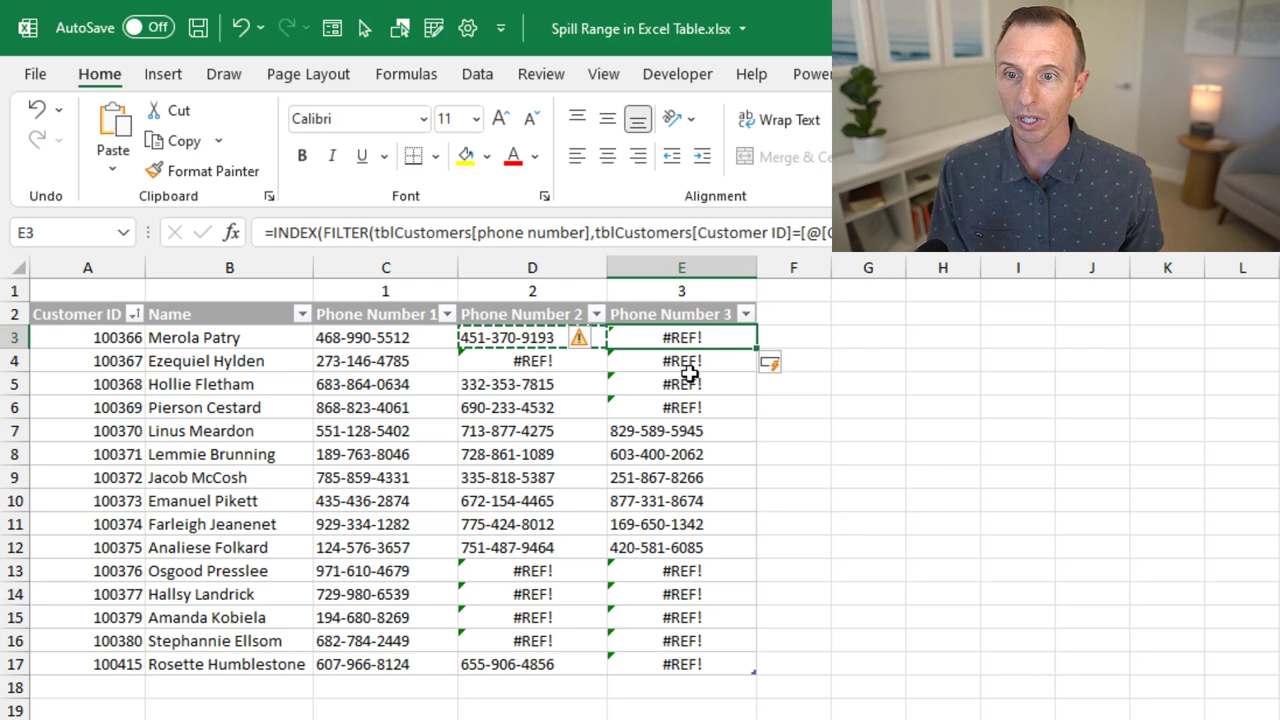 AutoSave Off Spill Range in Excel Table.xlsx
File Home Insert Draw Page Layout Formulas Data Review View Developer Help Power
Paste
Cut
Copy
Format Painter
Calibri 11
B I U A
Wrap Text
Merge & Ce
Undo Clipboard Font Alignment
E3 fx =INDEX(FILTER(tblCustomers[phone number],tblCustomers[Customer ID]=[@[C
A B C D E F G H I J K L
1 1 2 3
2 Customer ID Name Phone Number 1 Phone Number 2 Phone Number 3
3 100366 Merola Patry 468-990-5512 451-370-9193 #REF!
4 100367 Ezequiel Hylden 273-146-4785 #REF! #REF!
5 100368 Hollie Fletham 683-864-0634 332-353-7815 #REF!
6 100369 Pierson Cestard 868-823-4061 690-233-4532 #REF!
7 100370 Linus Meardon 551-128-5402 713-877-4275 829-589-5945
8 100371 Lemmie Brunning 189-763-8046 728-861-1089 603-400-2062
9 100372 Jacob McCosh 785-859-4331 335-818-5387 251-867-8266
10 100373 Emanuel Pikett 435-436-2874 672-154-4465 877-331-8674
11 100374 Farleigh Jeanenet 929-334-1282 775-424-8012 169-650-1342
12 100375 Analiese Folkard 124-576-3657 751-487-9464 420-581-6085
13 100376 Osgood Presslee 971-610-4679 #REF! #REF!
14 100377 Hallsy Landrick 729-980-6539 #REF! #REF!
15 100379 Amanda Kobiela 194-680-8269 #REF! #REF!
16 100380 Stephannie Ellsom 682-784-2449 #REF! #REF!
17 100415 Rosette Humblestone 607-966-8124 655-906-4856 #REF!
18
19